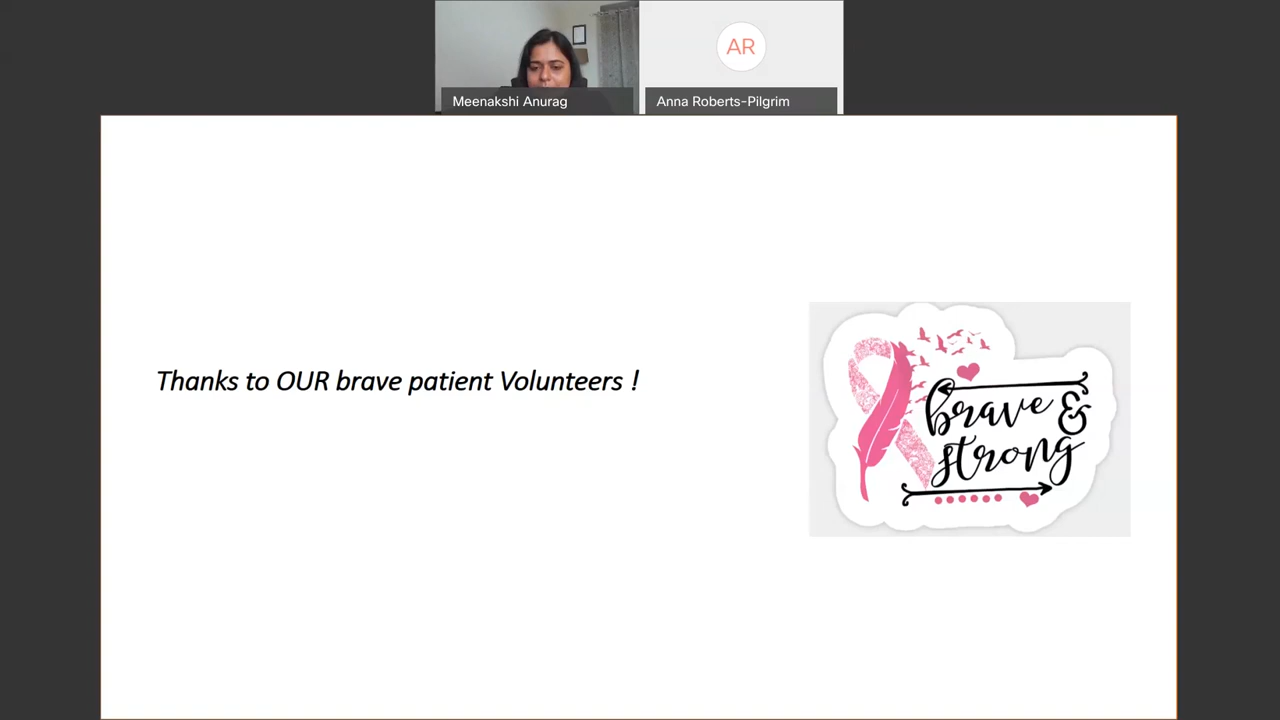 AR
Meenakshi Anurag
Anna Roberts-Pilgrim
Thanks to OUR brave patient Volunteers !
brave &
strong